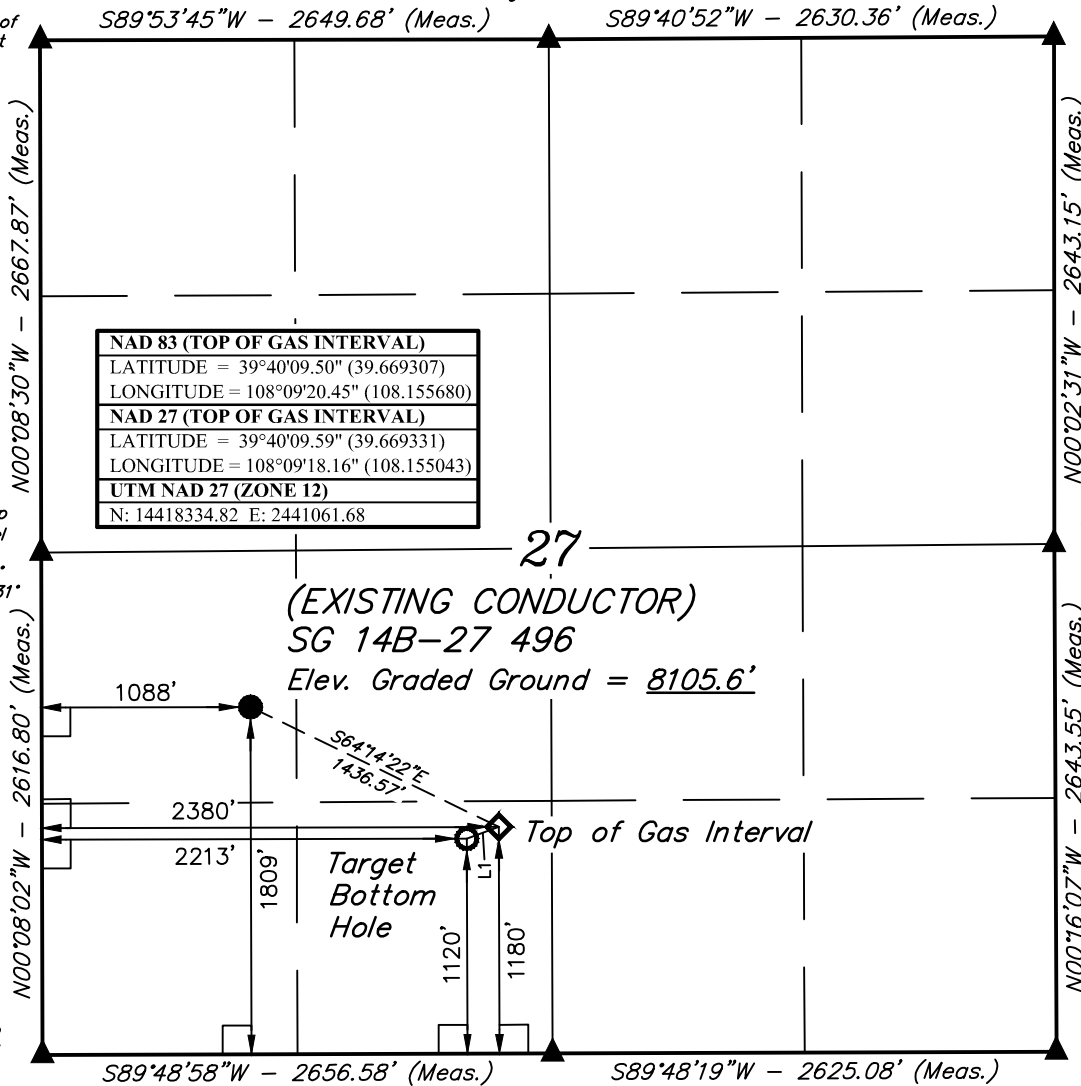 of
S89°53'45"W - 2649.68' (Meas.)
S89°40'52"W - 2630.36' (Meas.)
N00°08'30"W - 2667.87' (Meas.)
N00°02'31"W - 2643.15' (Meas.)
NAD 83 (TOP OF GAS INTERVAL)
LATITUDE = 39°40'09.50" (39.669307)
LONGITUDE = 108°09'20.45" (108.155680)
NAD 27 (TOP OF GAS INTERVAL)
LATITUDE = 39°40'09.59" (39.669331)
LONGITUDE = 108°09'18.16" (108.155043)
UTM NAD 27 (ZONE 12)
N: 14418334.82 E: 2441061.68
27
(EXISTING CONDUCTOR)
SG 14B-27 496
Elev. Graded Ground = 8105.6'
1088'
S64°14'22"E
1436.57'
2380'
Top of Gas Interval
2213'
Target
Bottom
Hole
L1
1809'
1120'
1180'
N00°08'02"W - 2616.80' (Meas.)
N00°16'07"W - 2643.55' (Meas.)
S89°48'58"W - 2656.58' (Meas.)
S89°48'19"W - 2625.08' (Meas.)